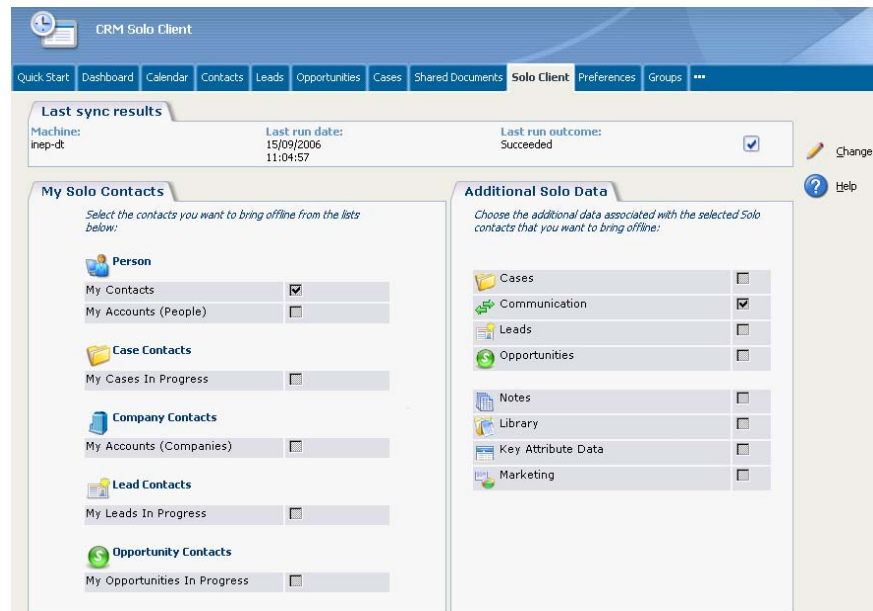 CRM Solo Client
Quick Start Dashboard Calendar Contacts Leads Opportunities Cases Shared Documents Solo Client Preferences Groups
Last sync results
Machine: Last run date: Last run outcome:
inep-dt 15/09/2006 Succeeded
11:04:57
Change
Help
My Solo Contacts
Select the contacts you want to bring offline from the lists
below:
Person
My Contacts
My Accounts (People)
Case Contacts
My Cases In Progress
Company Contacts
My Accounts (Companies)
Lead Contacts
My Leads In Progress
Opportunity Contacts
My Opportunities In Progress
Additional Solo Data
Choose the additional data associated with the selected Solo
contacts that you want to bring offline:
Cases
Communication
Leads
Opportunities
Notes
Library
Key Attribute Data
Marketing